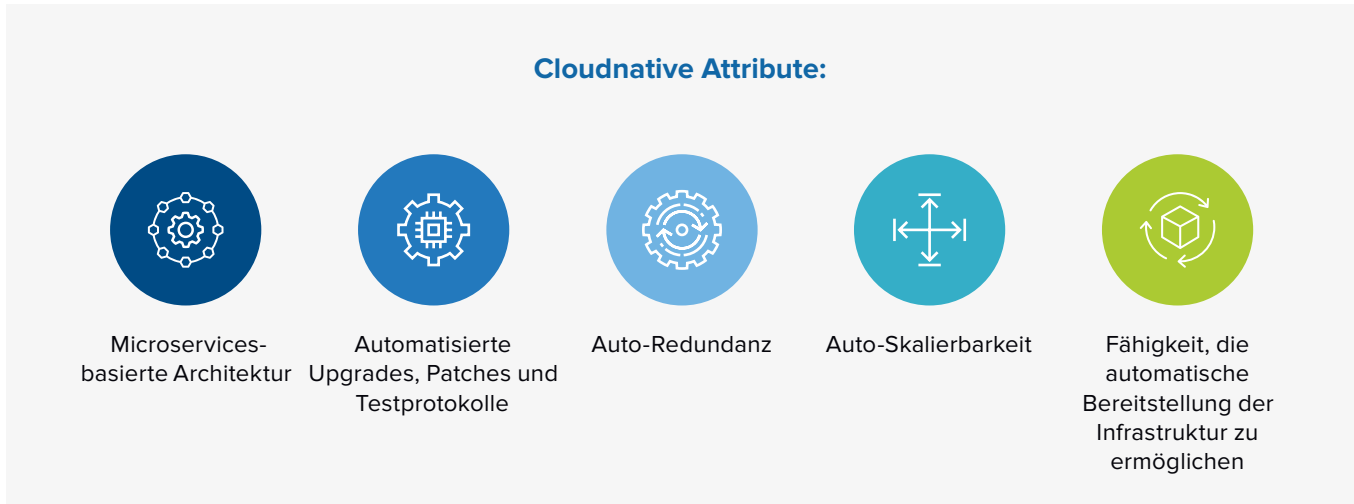 Cloudnative Attribute:
Microservices-
basierte Architektur
Automatisierte
Upgrades, Patches und
Testprotokolle
Auto-Redundanz
Auto-Skalierbarkeit
Fähigkeit, die
automatische
Bereitstellung der
Infrastruktur zu
ermöglichen